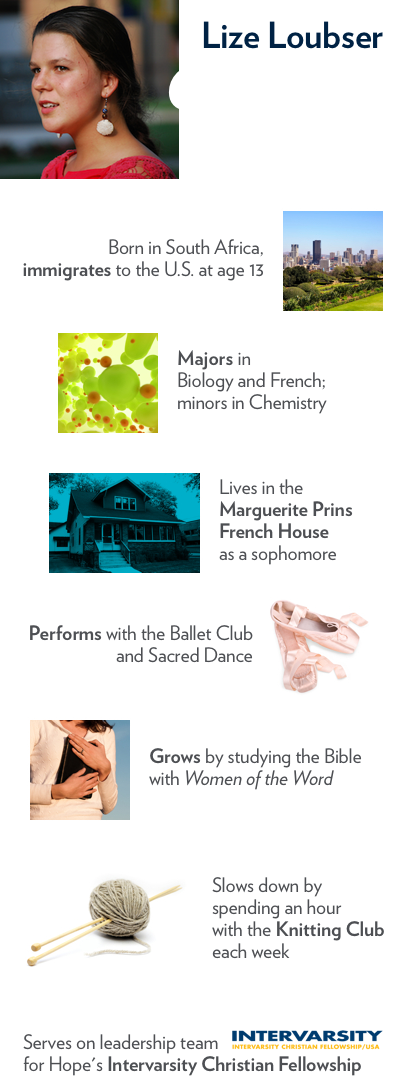 Lize Loubser
Born in South Africa,
immigrates to the U.S. at age 13
Majors in
Biology and French;
minors in Chemistry
Lives in the
Marguerite Prins
French House
as a sophomore
Performs with the Ballet Club
and Sacred Dance
Grows by studying the Bible
with Women of the Word
Slows down by
spending an hour
with the Knitting Club
each week
Serves on leadership team
INTERVARSITY
INTERVARSITY CHRISTIAN FELLOWSHIP/USA
for Hope's Intervarsity Christian Fellowship